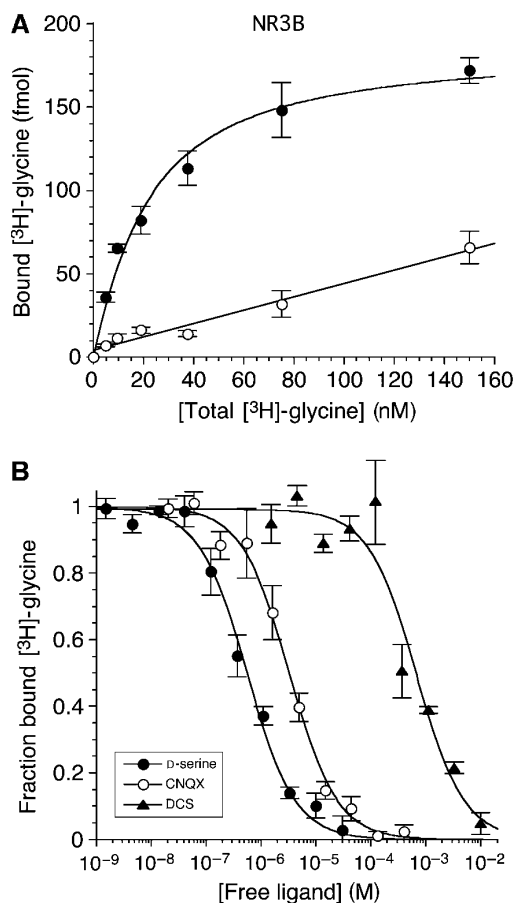 A
NR3B
Bound [³H]-glycine (fmol)
200
150
100
50
0
0 20 40 60 80 100 120 140 160
[Total [³H]-glycine] (nM)
B
Fraction bound [³H]-glycine
1
0.8
0.6
0.4
0.2
0
D-serine
CNQX
DCS
10⁻⁹ 10⁻⁸ 10⁻⁷ 10⁻⁶ 10⁻⁵ 10⁻⁴ 10⁻³ 10⁻²
[Free ligand] (M)